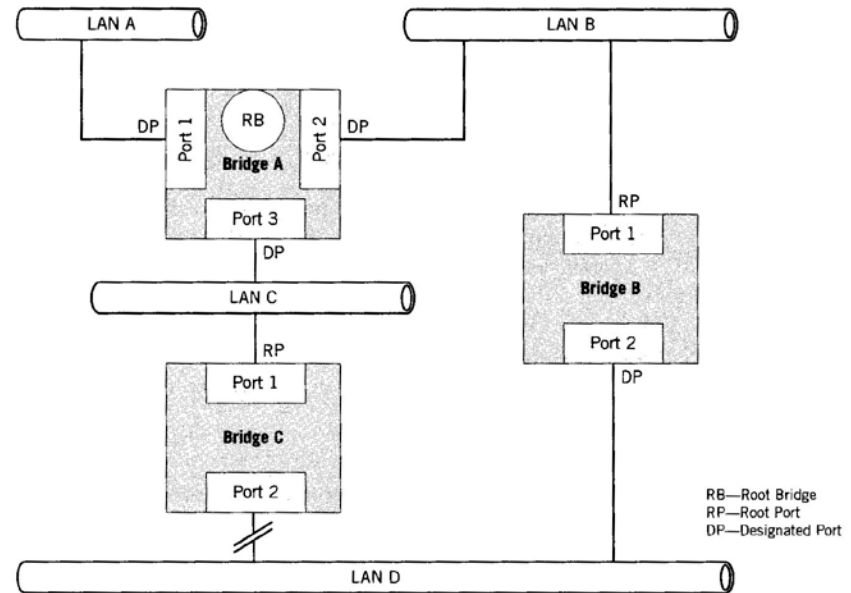 LAN A
LAN B
DP
Port 1
RB
Port 2
DP
Bridge A
Port 3
DP
RP
Port 1
Bridge B
Port 2
DP
LAN C
RP
Port 1
Bridge C
Port 2
LAN D
RB—Root Bridge
RP—Root Port
DP—Designated Port